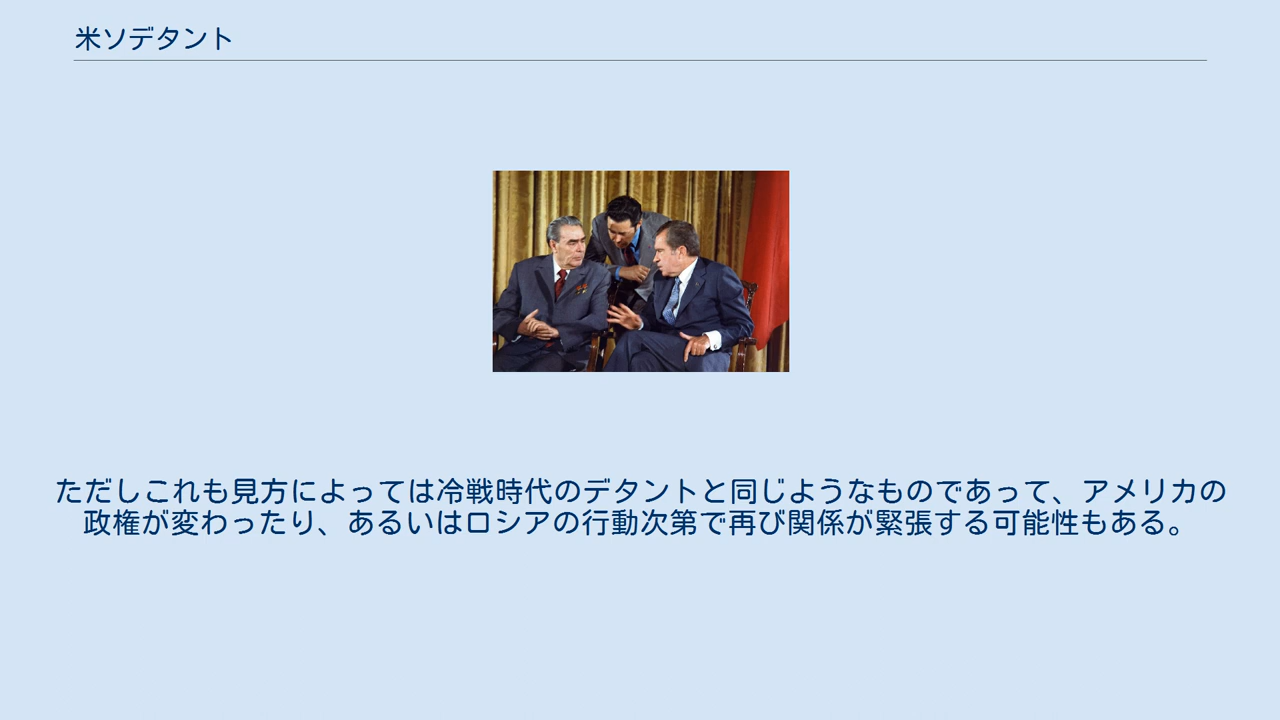 米ソデタント
ただしこれも見方によっては冷戦時代のデタントと同じようなものであって、アメリカの
政権が変わったり、あるいはロシアの行動次第で再び関係が緊張する可能性もある。